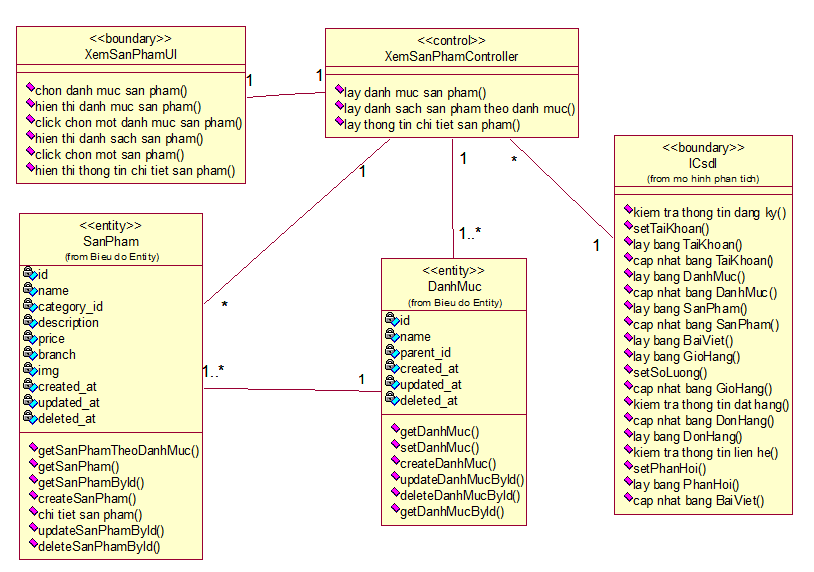 <<boundary>>
XemSanPhamUI
chon danh muc san pham()
hien thi danh muc san pham()
click chon mot danh muc san pham()
hien thi danh sach san pham()
click chon mot san pham()
hien thi thong tin chi tiet san pham()
1
1
<<control>>
XemSanPhamController
lay danh muc san pham()
lay danh sach san pham theo danh muc()
lay thong tin chi tiet san pham()
1
*
1
1..*
*
1
<<boundary>>
ICsdl
(from mo hinh phan tich)
kiem tra thong tin dang ky()
setTaiKhoan()
lay bang TaiKhoan()
cap nhat bang TaiKhoan()
lay bang DanhMuc()
cap nhat bang DanhMuc()
lay bang SanPham()
cap nhat bang SanPham()
lay bang BaiViet()
lay bang GioHang()
setSoLuong()
cap nhat bang GioHang()
kiem tra thong tin dat hang()
cap nhat bang DonHang()
lay bang DonHang()
kiem tra thong tin lien he()
setPhanHoi()
lay bang PhanHoi()
cap nhat bang BaiViet()
<<entity>>
SanPham
(from Bieu do Entity)
id
name
category_id
description
price
branch
img
created_at
updated_at
deleted_at
getSanPhamTheoDanhMuc()
getSanPham()
getSanPhamById()
createSanPham()
chi tiet san pham()
updateSanPhamById()
deleteSanPhamById()
1..*
1
<<entity>>
DanhMuc
(from Bieu do Entity)
id
name
parent_id
created_at
updated_at
deleted_at
getDanhMuc()
setDanhMuc()
createDanhMuc()
updateDanhMucById()
deleteDanhMucById()
getDanhMucById()